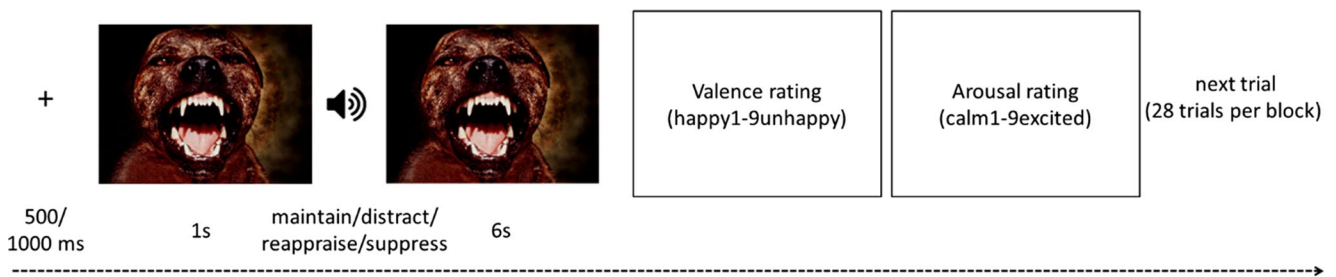 +
Valence rating
(happy1-9unhappy)
Arousal rating
(calm1-9excited)
next trial
(28 trials per block)
500/
1000 ms
1s
maintain/distract/
reappraise/suppress
6s